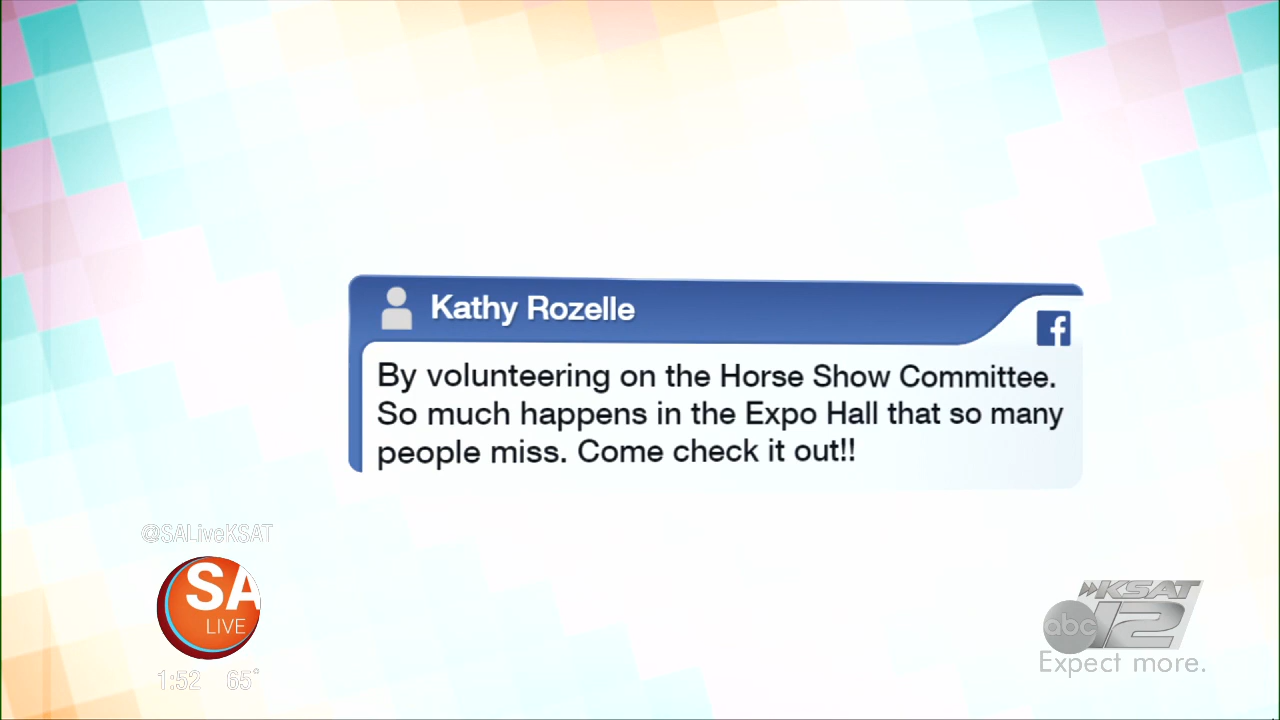 Kathy Rozelle
By volunteering on the Horse Show Committee.
So much happens in the Expo Hall that so many
people miss. Come check it out!!
@SALiveKSAT
SA
LIVE
1:52 65°
KSAT
abc 12
Expect more.